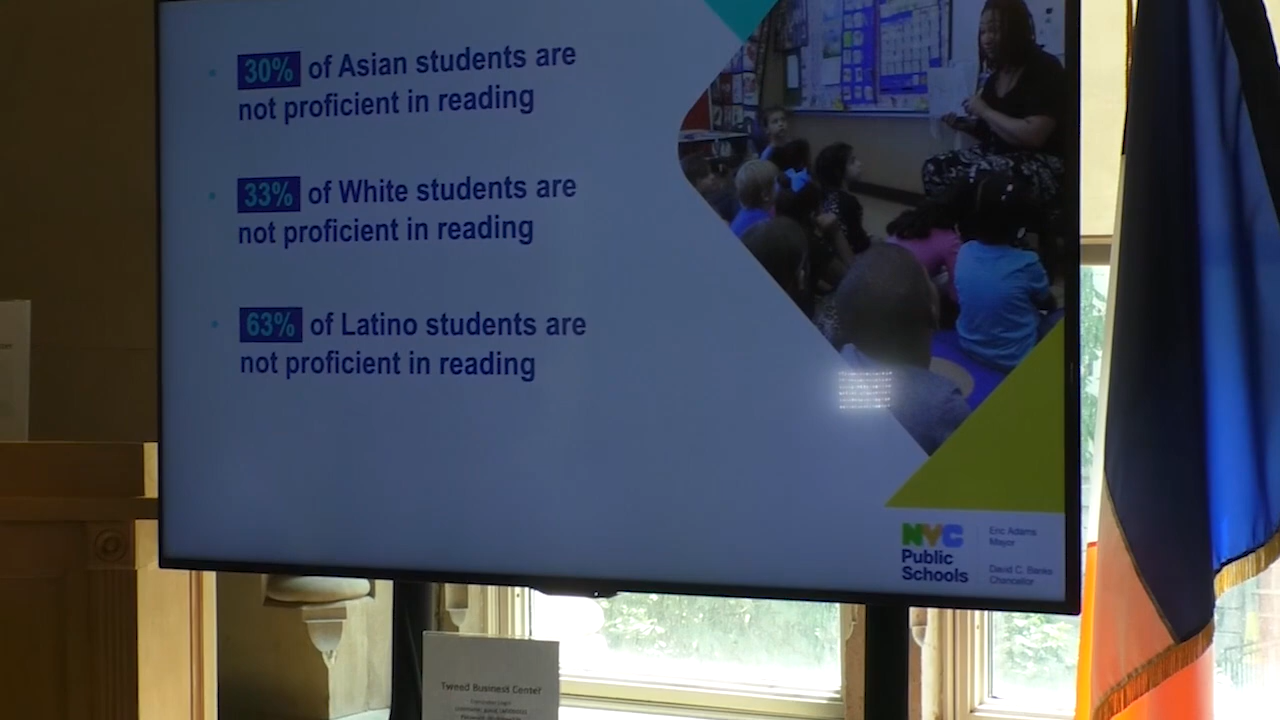 30% of Asian students are
not proficient in reading
33% of White students are
not proficient in reading
63% of Latino students are
not proficient in reading
NYC
Public
Schools
Eric Adams
Mayor
David C. Banks
Chancellor
Tweed Business Center